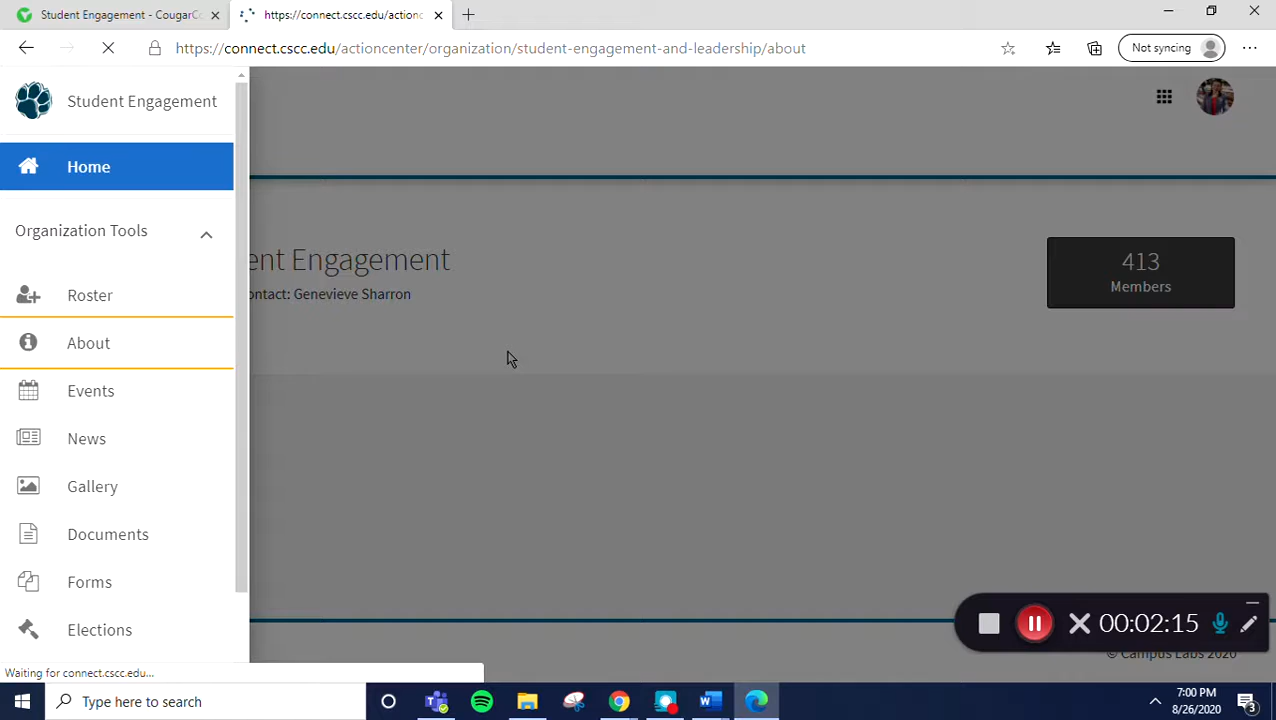 Student Engagement - CougarCo
https://connect.cscc.edu/actionc
https://connect.cscc.edu/actioncenter/organization/student-engagement-and-leadership/about
Not syncing
Student Engagement
Home
Organization Tools
Roster
About
Events
News
Gallery
Documents
Forms
Elections
ent Engagement
ontact: Genevieve Sharron
413
Members
00:02:15
© Campus Labs 2020
Waiting for connect.cscc.edu...
Type here to search
7:00 PM
8/26/2020
3